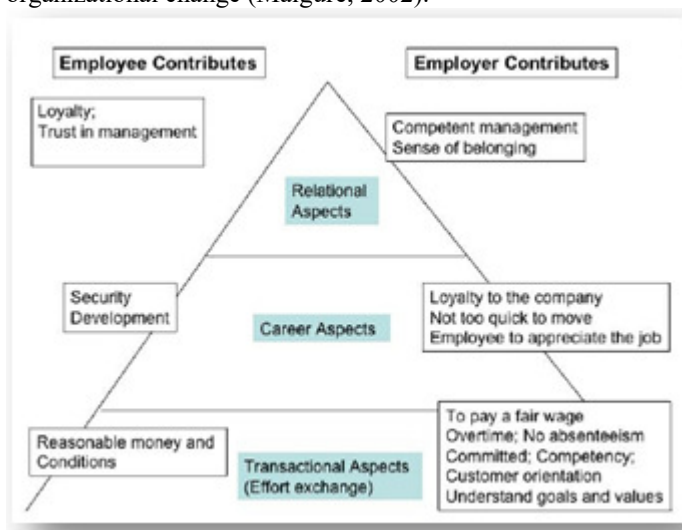 organizational change (Maguire, 2002).
Employee Contributes
Employer Contributes
Loyalty;
Trust in management
Competent management
Sense of belonging
Relational
Aspects
Security
Development
Career Aspects
Loyalty to the company
Not too quick to move
Employee to appreciate the job
Reasonable money and
Conditions
Transactional Aspects
(Effort exchange)
To pay a fair wage
Overtime; No absenteeism
Committed; Competency;
Customer orientation
Understand goals and values